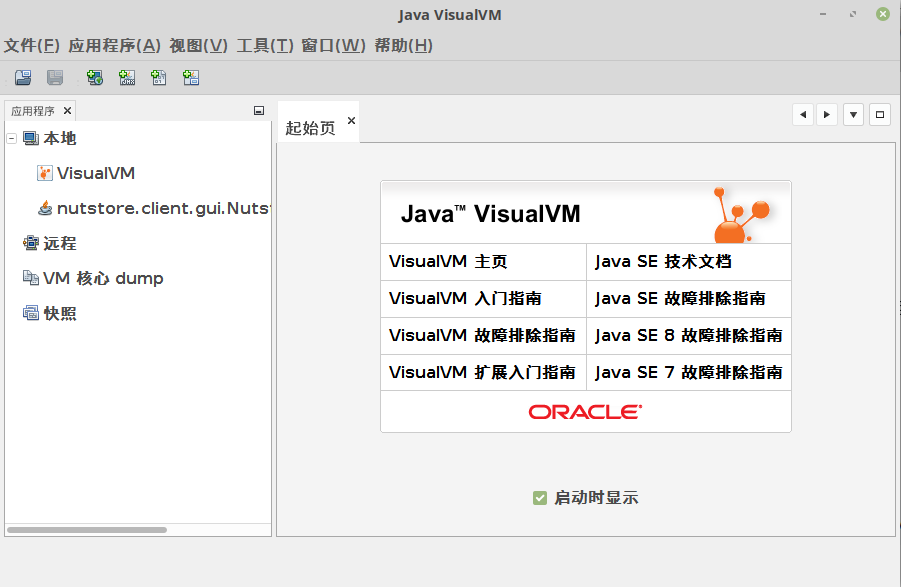 Java VisualVM
文件(F) 应用程序(A) 视图(V) 工具(T) 窗口(W) 帮助(H)
应用程序
本地
VisualVM
nutstore.client.gui.Nuts
远程
VM 核心 dump
快照
起始页
Java™ VisualVM
VisualVM 主页 Java SE 技术文档
VisualVM 入门指南 Java SE 故障排除指南
VisualVM 故障排除指南 Java SE 8 故障排除指南
VisualVM 扩展入门指南 Java SE 7 故障排除指南
ORACLE
启动时显示